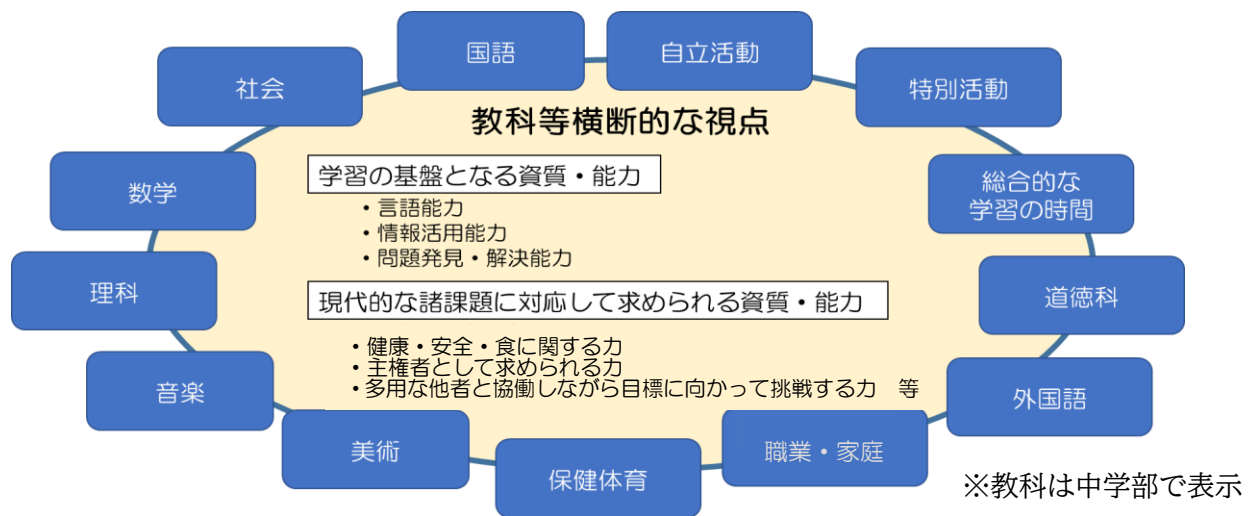 国語
自立活動
社会
特別活動
教科等横断的な視点
学習の基盤となる資質・能力
数学
総合的な
学習の時間
・言語能力
・情報活用能力
・問題発見・解決能力
理科
現代的な諸課題に対応して求められる資質・能力
道徳科
・健康・安全・食に関する力
・主権者として求められる力
・多用な他者と協働しながら目標に向かって挑戦する力　等
音楽
外国語
美術
職業・家庭
保健体育
※教科は中学部で表示